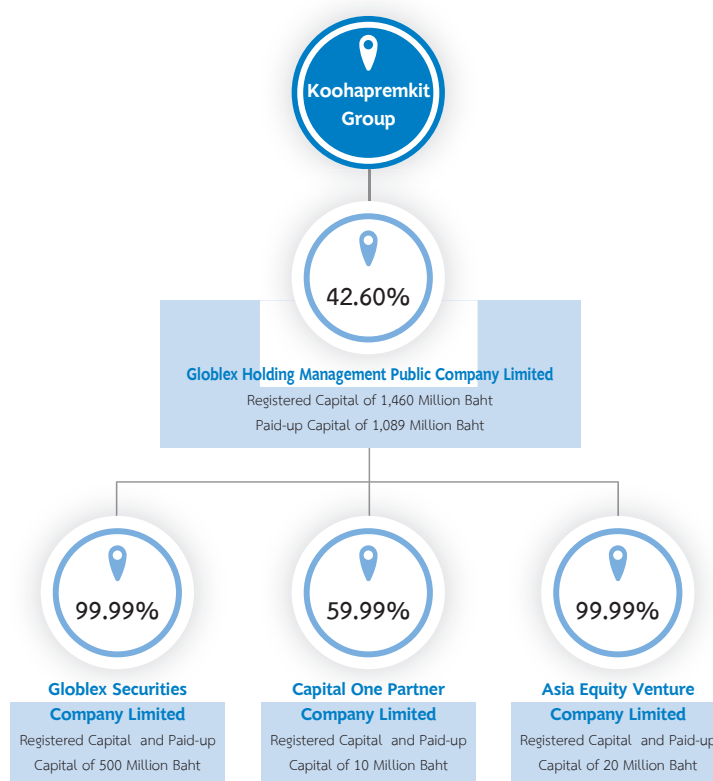 Koohapremkit
Group
42.60%
Globlex Holding Management Public Company Limited
Registered Capital of 1,460 Million Baht
Paid-up Capital of 1,089 Million Baht
99.99%
Globlex Securities
Company Limited
Registered Capital and Paid-up
Capital of 500 Million Baht
59.99%
Capital One Partner
Company Limited
Registered Capital and Paid-up
Capital of 10 Million Baht
99.99%
Asia Equity Venture
Company Limited
Registered Capital and Paid-up
Capital of 20 Million Baht